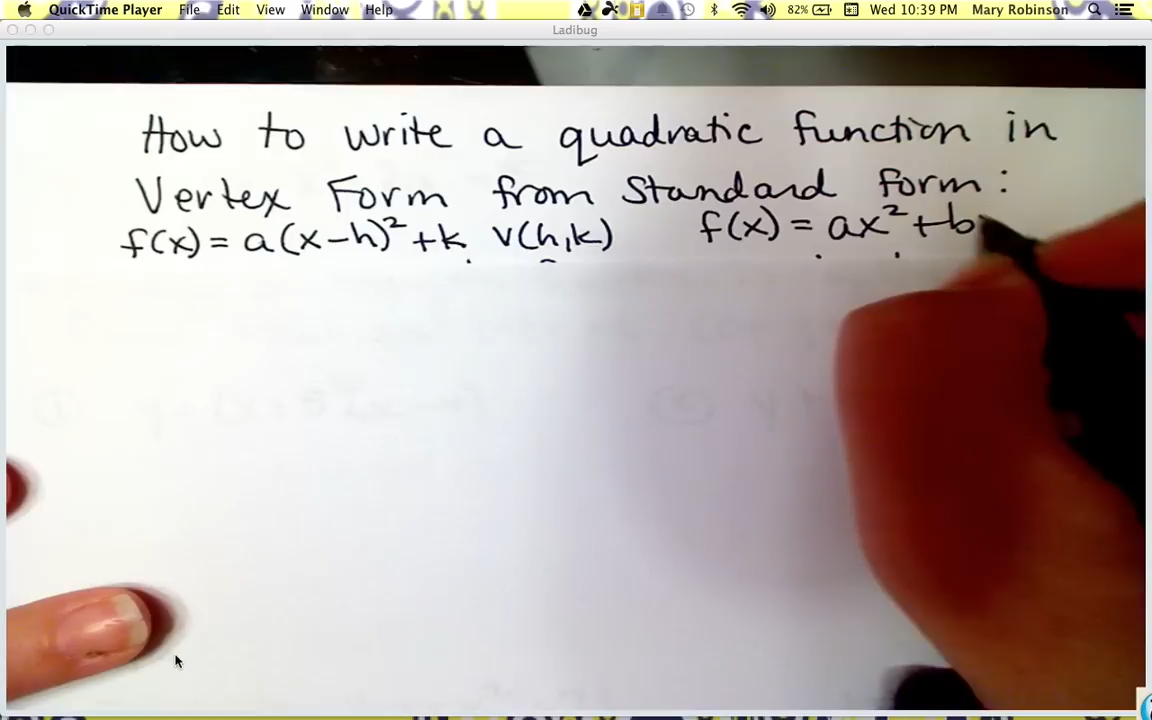 QuickTime Player File Edit View Window Help 82% Wed 10:39 PM Mary Robinson
Ladibug
How to write a quadratic function in
Vertex Form from Standard form:
f(x) = a(x-h)² + k V(h,k) f(x) = ax² + b